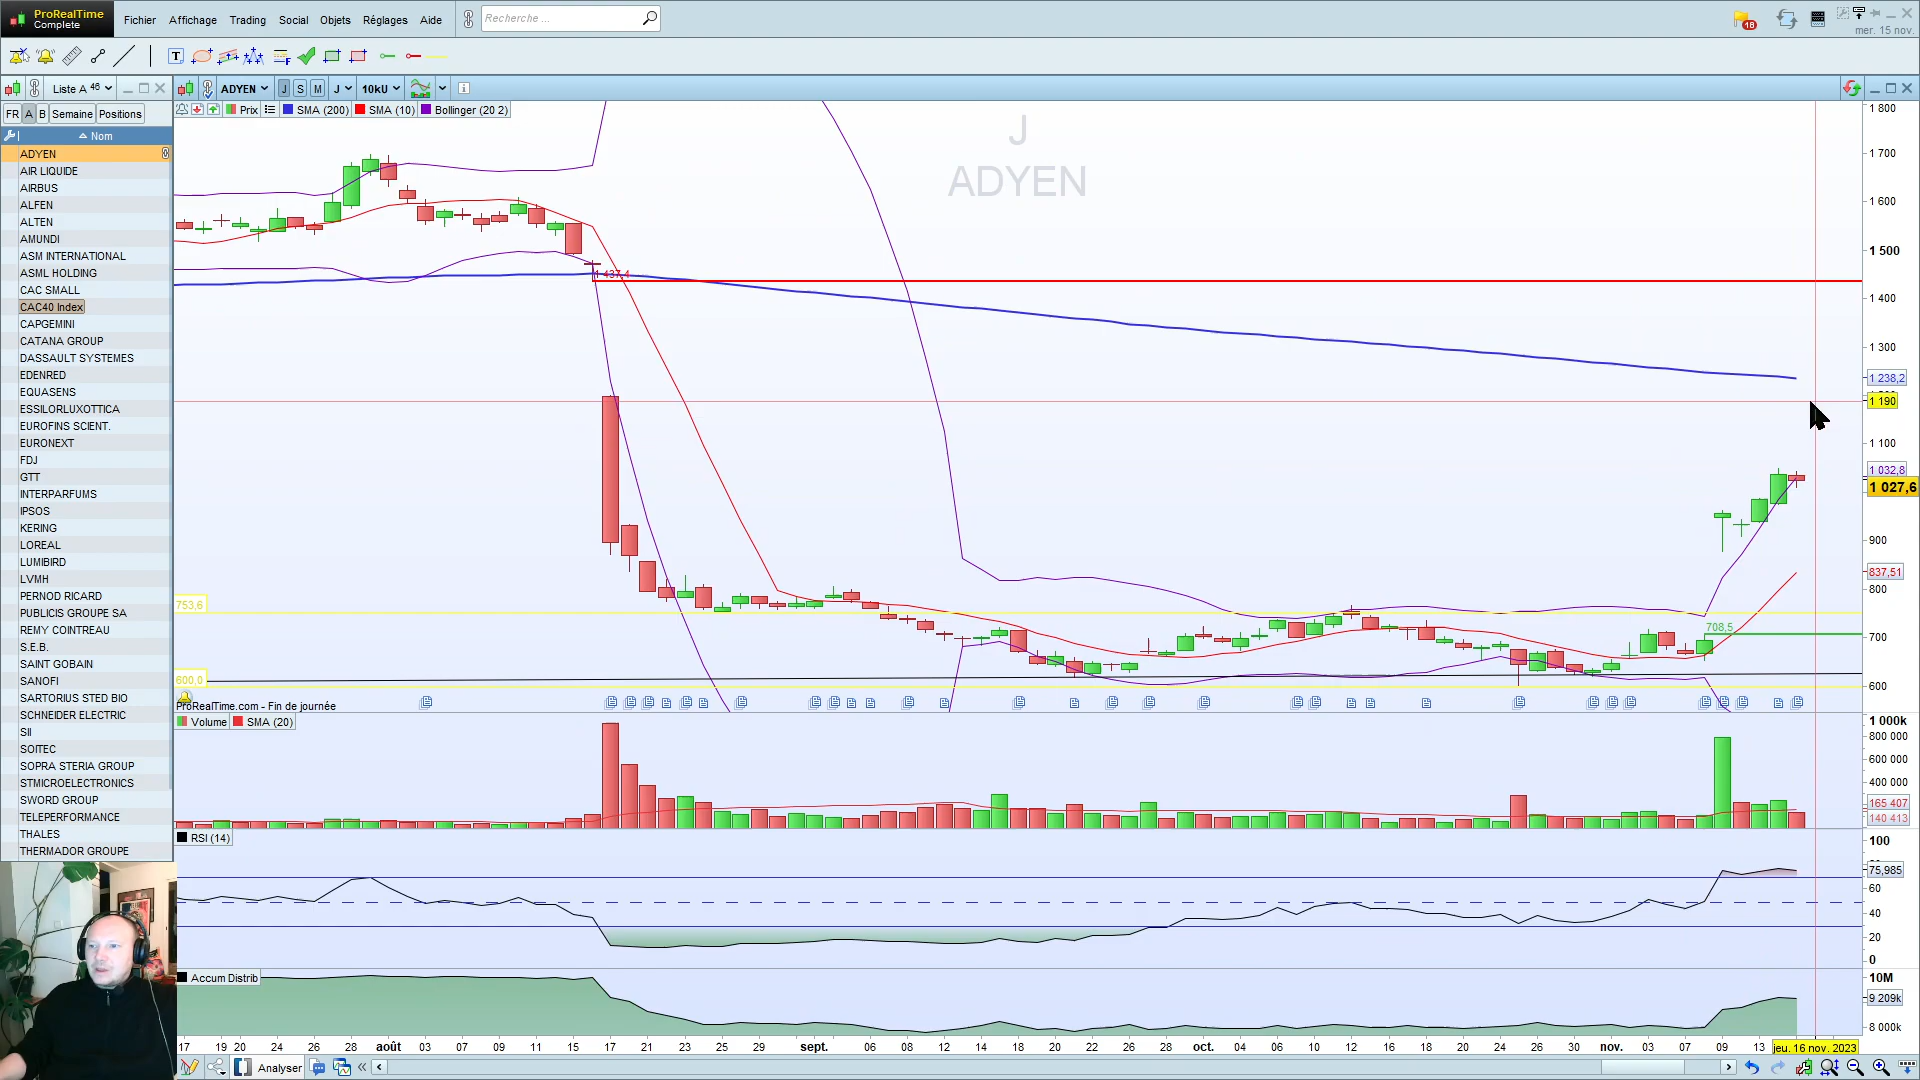 ProRealTime
Complete
Fichier Affichage Trading Social Objets Réglages Aide
Recherche ...
18
mer. 15 nov.
T
F
Liste A 46
ADYEN J S M J 10kU
FR A B Semaine Positions
Prix SMA (200) SMA (10) Bollinger (20 2)
Nom
ADYEN
AIR LIQUIDE
AIRBUS
ALFEN
ALTEN
AMUNDI
ASM INTERNATIONAL
ASML HOLDING
CAC SMALL
CAC40 Index
CAPGEMINI
CATANA GROUP
DASSAULT SYSTEMES
EDENRED
EQUASENS
ESSILORLUXOTTICA
EUROFINS SCIENT.
EURONEXT
FDJ
GTT
INTERPARFUMS
IPSOS
KERING
LOREAL
LUMIBIRD
LVMH
PERNOD RICARD
PUBLICIS GROUPE SA
REMY COINTREAU
S.E.B.
SAINT GOBAIN
SANOFI
SARTORIUS STED BIO
SCHNEIDER ELECTRIC
SII
SOITEC
SOPRA STERIA GROUP
STMICROELECTRONICS
SWORD GROUP
TELEPERFORMANCE
THALES
THERMADOR GROUPE
J
ADYEN
1 437,4
753,6
708,5
600,0
1 800
1 700
1 600
1 500
1 400
1 300
1 238,2
1 190
1 100
1 032,8
1 027,6
900
837,51
800
700
600
ProRealTime.com - Fin de journée
Volume SMA (20)
1 000k
800 000
600 000
400 000
165 407
140 413
RSI (14)
100
75,985
60
40
20
0
Accum Distrib
10M
9 209k
8 000k
17 19 20 24 26 28 août 03 07 09 11 15 17 21 23 25 29 sept. 06 08 12 14 18 20 22 26 28 oct. 04 06 10 12 16 18 20 24 26 30 nov. 03 07 09 13 jeu. 16 nov. 2023
Analyser